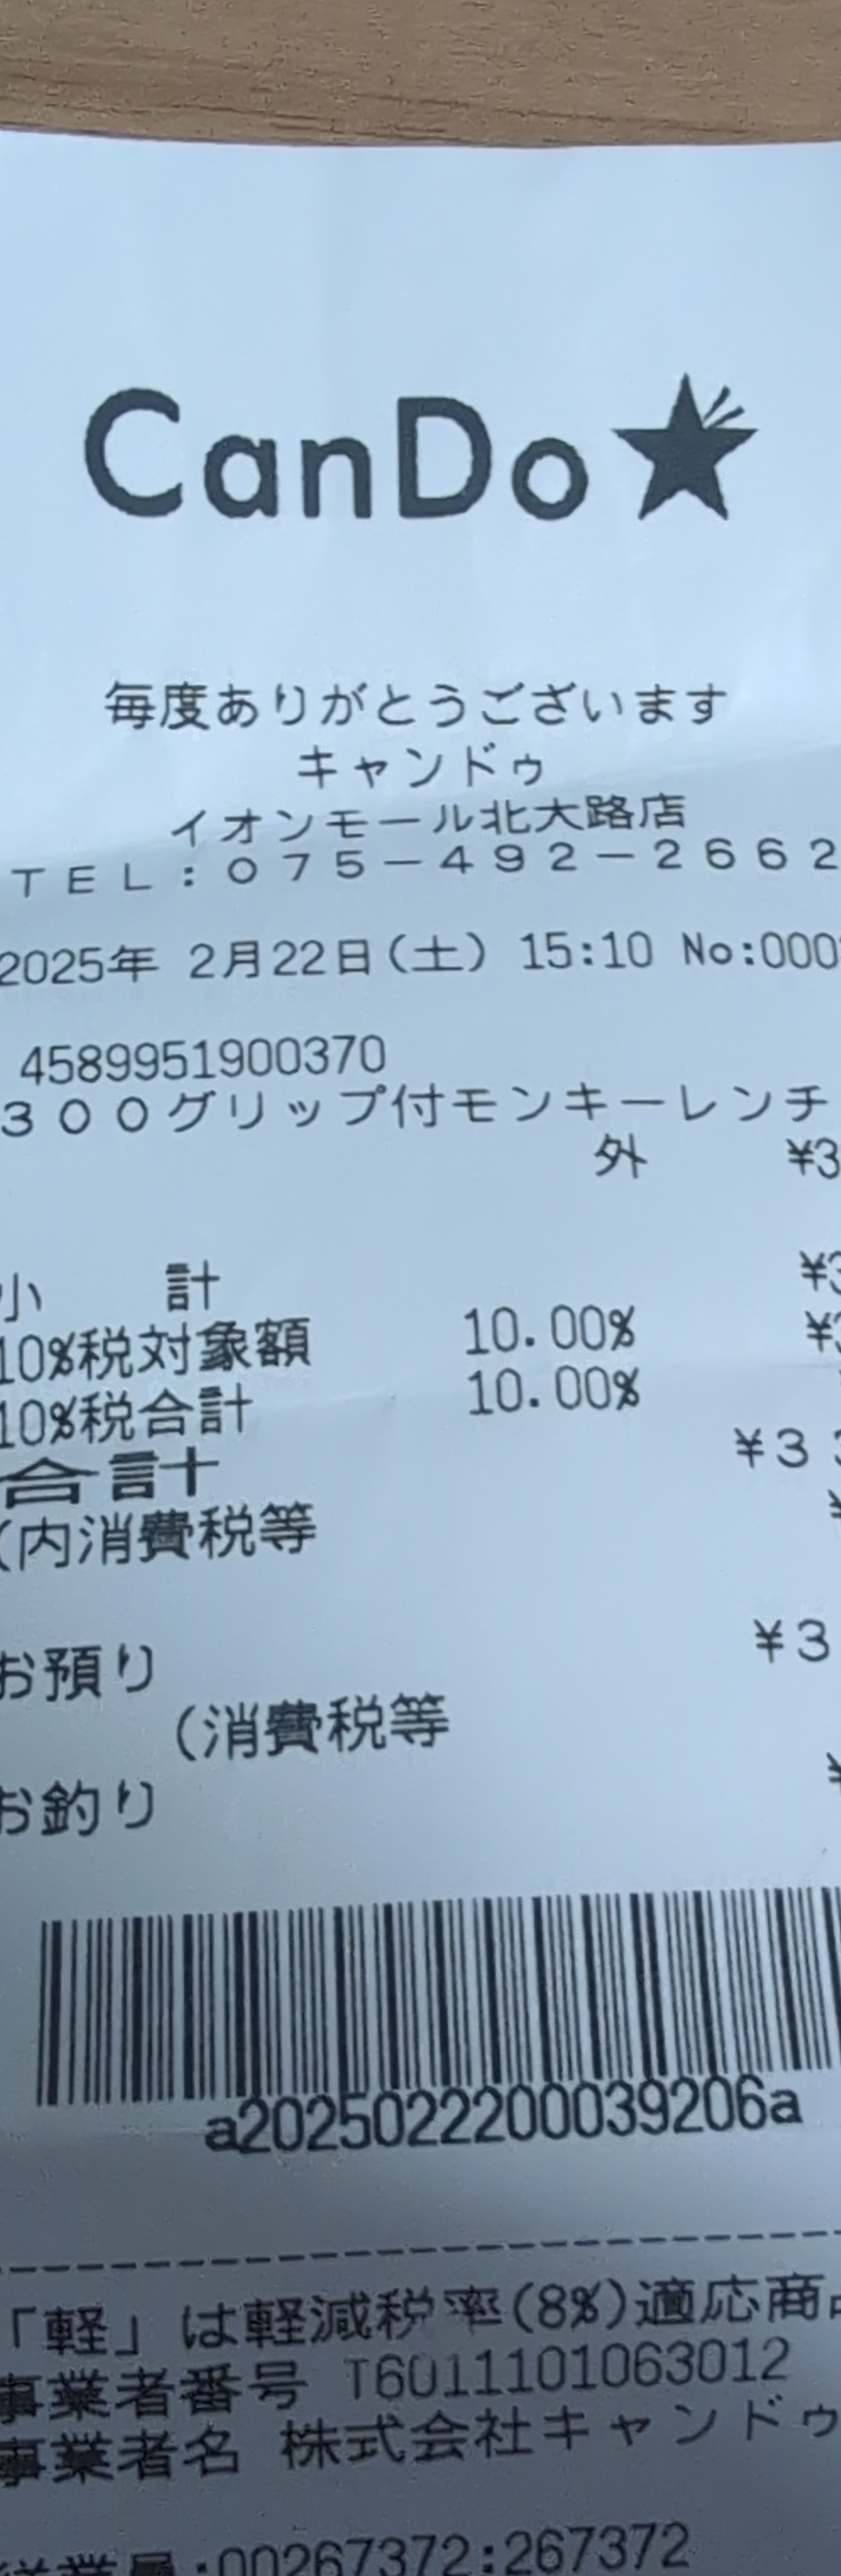 CanDo★
毎度ありがとうございます
キャンドゥ
イオンモール北大路店
TEL:075-492-2662
2025年 2月22日(土) 15:10 No:000
4589951900370
300グリップ付モンキーレンチ
外 ¥3
小 計 ¥3
10%税対象額 10.00% ¥3
10%税合計 10.00%
合計 ¥33
(内消費税等 ¥
お預り ¥3
(消費税等
お釣り ¥
a2025022200039206a
「軽」は軽減税率(8%)適応商品
事業者番号 T6011101063012
事業者名 株式会社キャンドゥ
従業員:00267372:267372